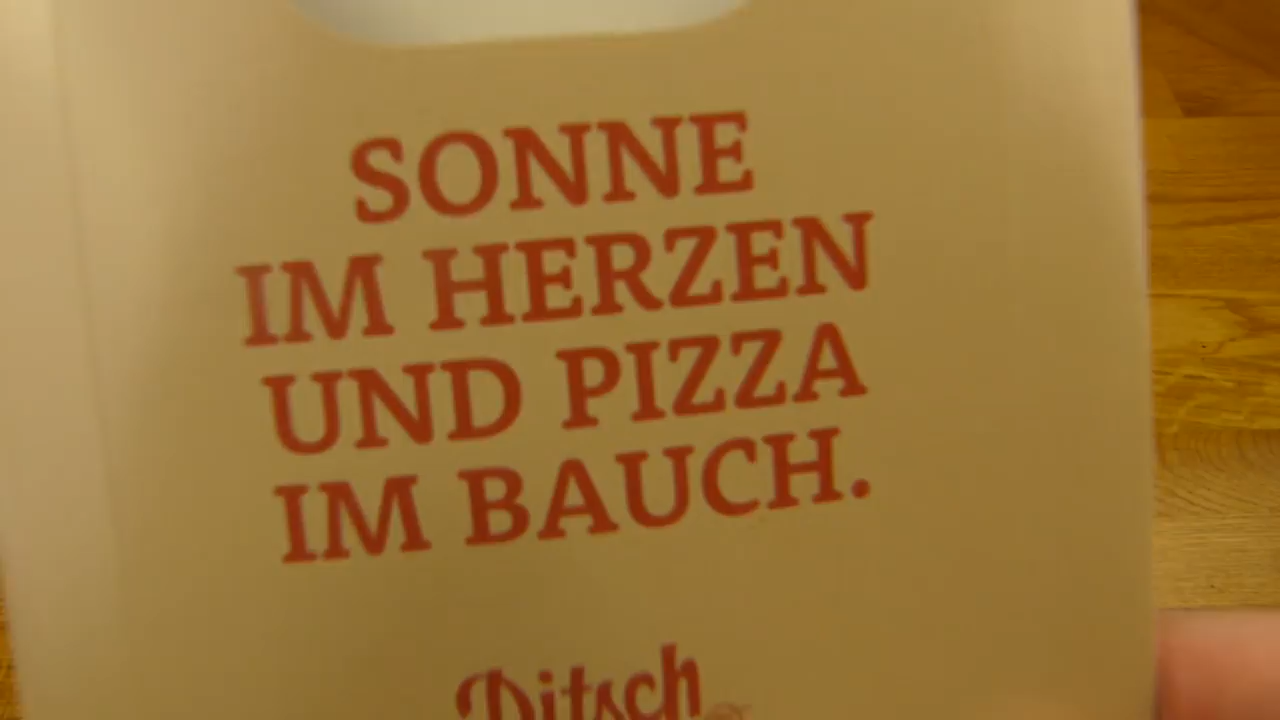 SONNE
IM HERZEN
UND PIZZA
IM BAUCH.
Ditsch